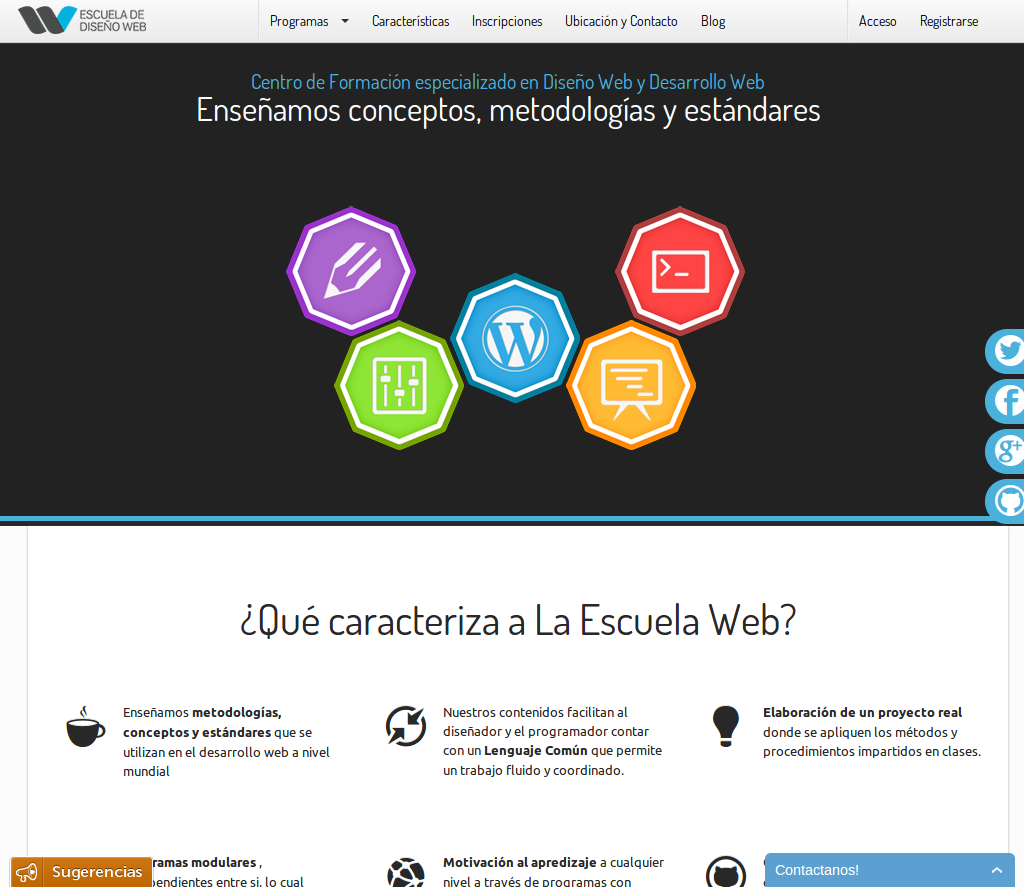 ESCUELA DE
DISEÑO WEB
Programas Características Inscripciones Ubicación y Contacto Blog Acceso Registrarse
Centro de Formación especializado en Diseño Web y Desarrollo Web
Enseñamos conceptos, metodologías y estándares
¿Qué caracteriza a La Escuela Web?
Enseñamos metodologías,
conceptos y estándares que se
utilizan en el desarrollo web a nivel
mundial
Nuestros contenidos facilitan al
diseñador y el programador contar
con un Lenguaje Común que permite
un trabajo fluido y coordinado.
Elaboración de un proyecto real
donde se apliquen los métodos y
procedimientos impartidos en clases.
ramas modulares ,
pendientes entre si, lo cual
Motivación al apredizaje a cualquier
nivel a través de programas con
Sugerencias
Contactanos!